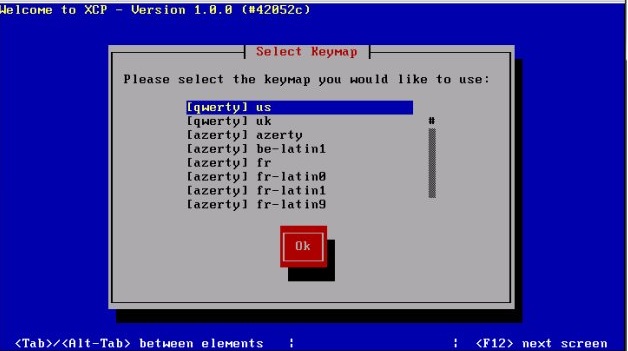 Welcome to XCP - Version 1.0.0 (#42052c)
Select Keymap
Please select the keymap you would like to use:
[qwerty] us
[qwerty] uk
[azerty] azerty
[azerty] be-latin1
[azerty] fr
[azerty] fr-latin0
[azerty] fr-latin1
[azerty] fr-latin9
#
Ok
<Tab>/<Alt-Tab> between elements ¦ ¦ <F12> next screen